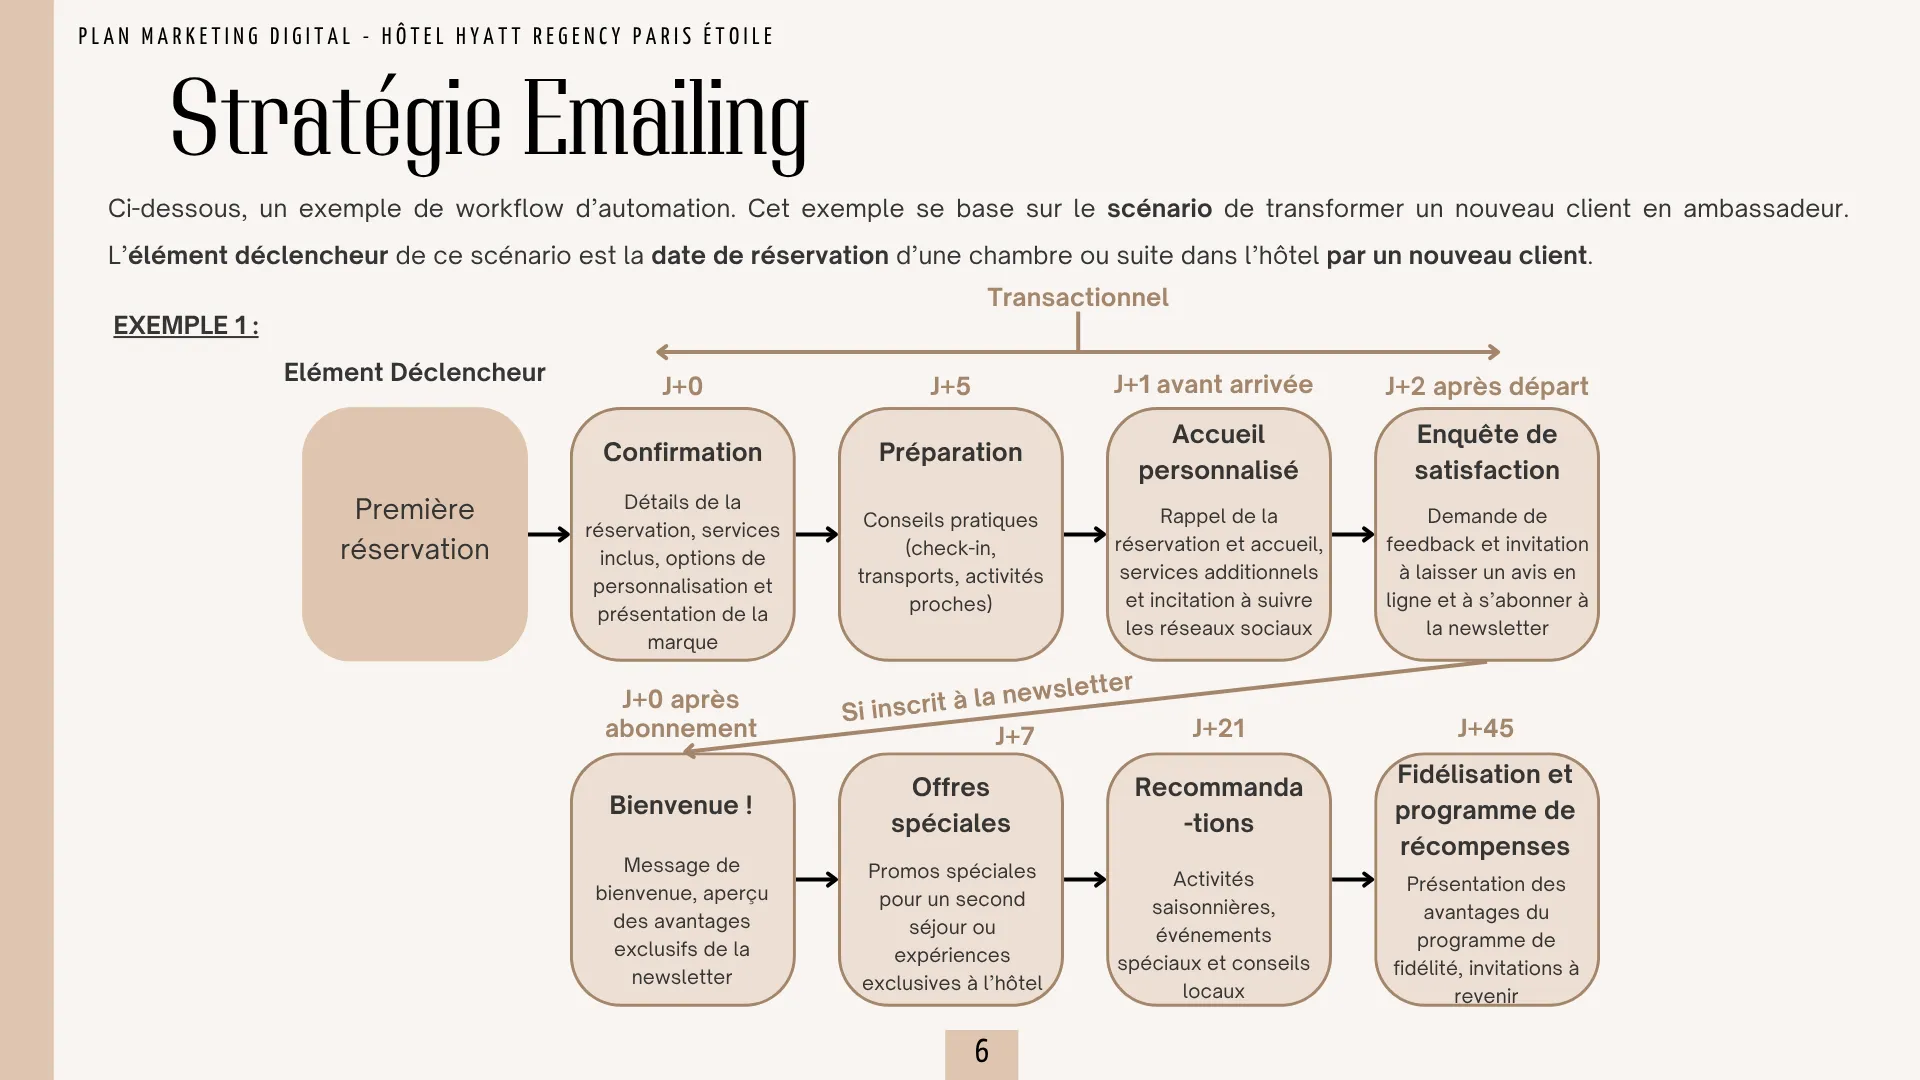 PLAN MARKETING DIGITAL - HÔTEL HYATT REGENCY PARIS ÉTOILE
Stratégie Emailing
Ci-dessous, un exemple de workflow d’automation. Cet exemple se base sur le scénario de transformer un nouveau client en ambassadeur.
L’élément déclencheur de ce scénario est la date de réservation d’une chambre ou suite dans l’hôtel par un nouveau client.
Transactionnel
EXEMPLE 1 :
Elément Déclencheur
Première
réservation
J+0
Confirmation
Détails de la
réservation, services
inclus, options de
personnalisation et
présentation de la
marque
J+5
Préparation
Conseils pratiques
(check-in,
transports, activités
proches)
J+1 avant arrivée
Accueil
personnalisé
Rappel de la
réservation et accueil,
services additionnels
et incitation à suivre
les réseaux sociaux
J+2 après départ
Enquête de
satisfaction
Demande de
feedback et invitation
à laisser un avis en
ligne et à s’abonner à
la newsletter
Si inscrit à la newsletter
J+0 après
abonnement
Bienvenue !
Message de
bienvenue, aperçu
des avantages
exclusifs de la
newsletter
J+7
Offres
spéciales
Promos spéciales
pour un second
séjour ou
expériences
exclusives à l’hôtel
J+21
Recommanda
-tions
Activités
saisonnières,
événements
spéciaux et conseils
locaux
J+45
Fidélisation et
programme de
récompenses
Présentation des
avantages du
programme de
fidélité, invitations à
revenir
6